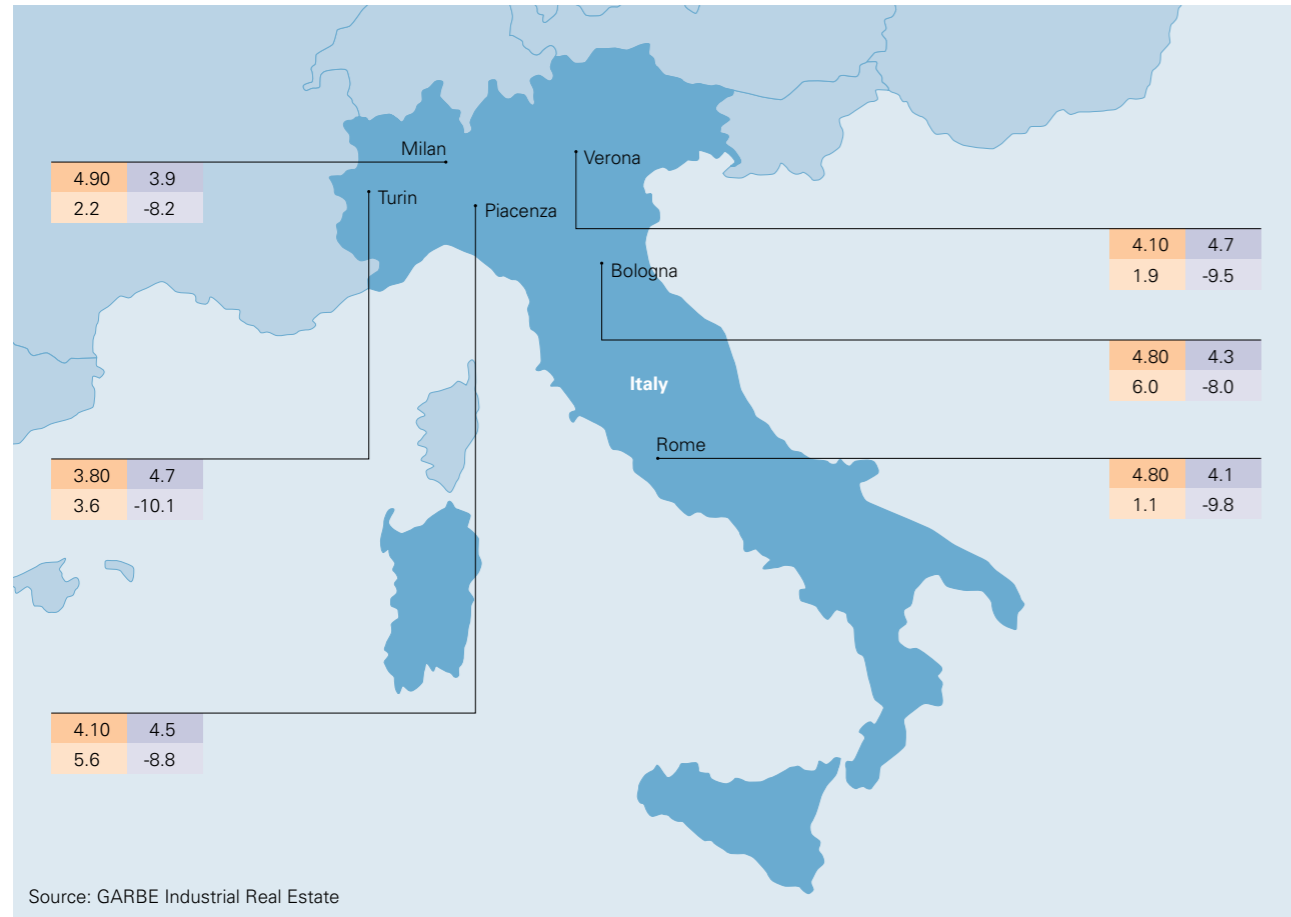 Milan
4.90 3.9
2.2 -8.2
Turin
Piacenza
Verona
4.10 4.7
1.9 -9.5
Bologna
4.80 4.3
6.0 -8.0
Italy
Rome
3.80 4.7
3.6 -10.1
4.80 4.1
1.1 -9.8
4.10 4.5
5.6 -8.8
Source: GARBE Industrial Real Estate